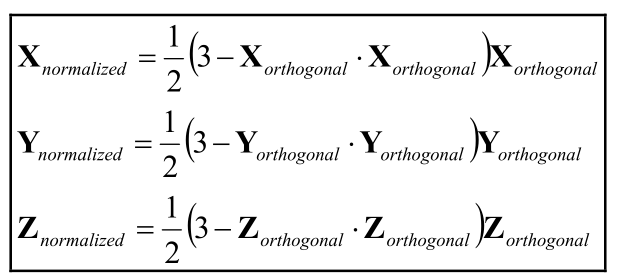 X_normalized = 1/2 (3 − X_orthogonal · X_orthogonal) X_orthogonal
Y_normalized = 1/2 (3 − Y_orthogonal · Y_orthogonal) Y_orthogonal
Z_normalized = 1/2 (3 − Z_orthogonal · Z_orthogonal) Z_orthogonal